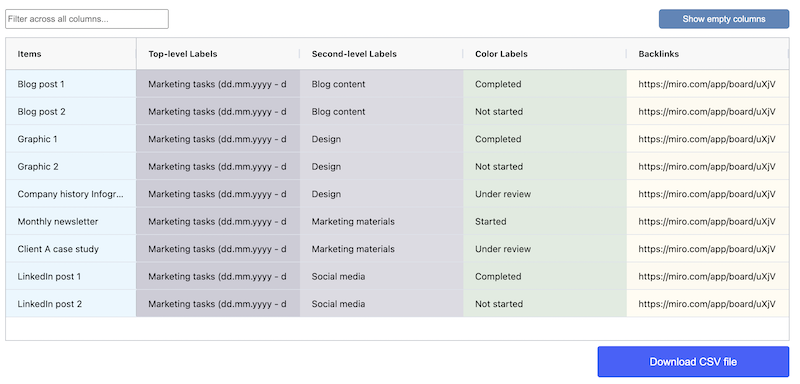 Filter across all columns...
Show empty columns
Items Top-level Labels Second-level Labels Color Labels Backlinks
Blog post 1 Marketing tasks (dd.mm.yyyy - d Blog content Completed https://miro.com/app/board/uXjV
Blog post 2 Marketing tasks (dd.mm.yyyy - d Blog content Not started https://miro.com/app/board/uXjV
Graphic 1 Marketing tasks (dd.mm.yyyy - d Design Completed https://miro.com/app/board/uXjV
Graphic 2 Marketing tasks (dd.mm.yyyy - d Design Not started https://miro.com/app/board/uXjV
Company history Infogr... Marketing tasks (dd.mm.yyyy - d Design Under review https://miro.com/app/board/uXjV
Monthly newsletter Marketing tasks (dd.mm.yyyy - d Marketing materials Started https://miro.com/app/board/uXjV
Client A case study Marketing tasks (dd.mm.yyyy - d Marketing materials Under review https://miro.com/app/board/uXjV
LinkedIn post 1 Marketing tasks (dd.mm.yyyy - d Social media Completed https://miro.com/app/board/uXjV
LinkedIn post 2 Marketing tasks (dd.mm.yyyy - d Social media Not started https://miro.com/app/board/uXjV
Download CSV file